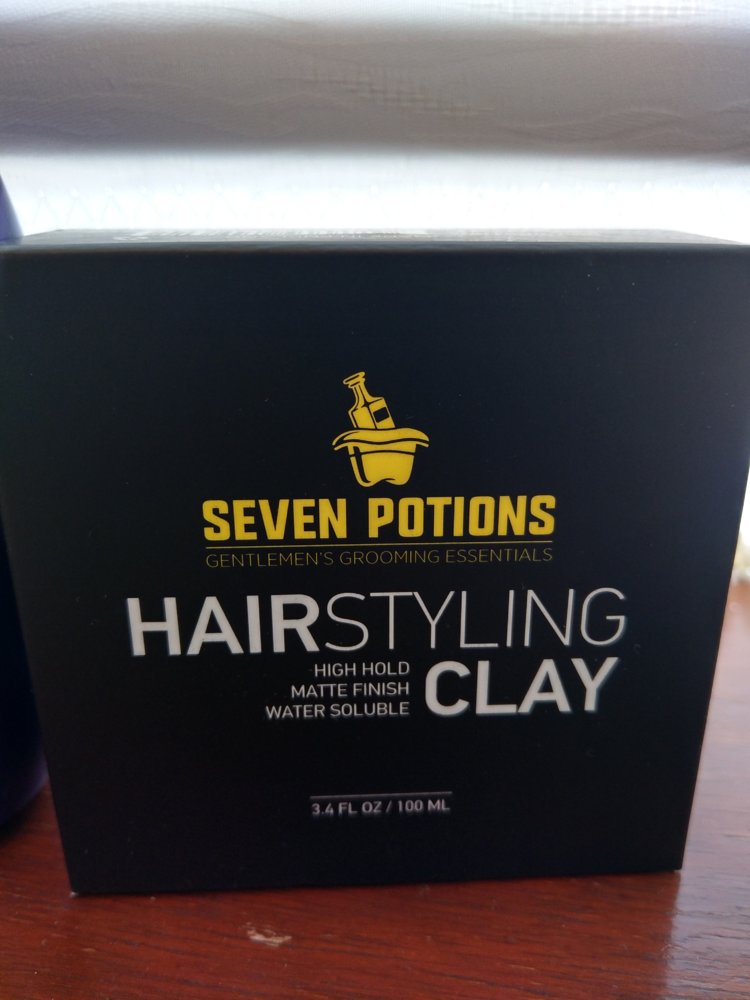 SEVEN POTIONS
GENTLEMEN'S GROOMING ESSENTIALS
HAIRSTYLING
HIGH HOLD
MATTE FINISH
WATER SOLUBLE
CLAY
3.4 FL OZ / 100 ML